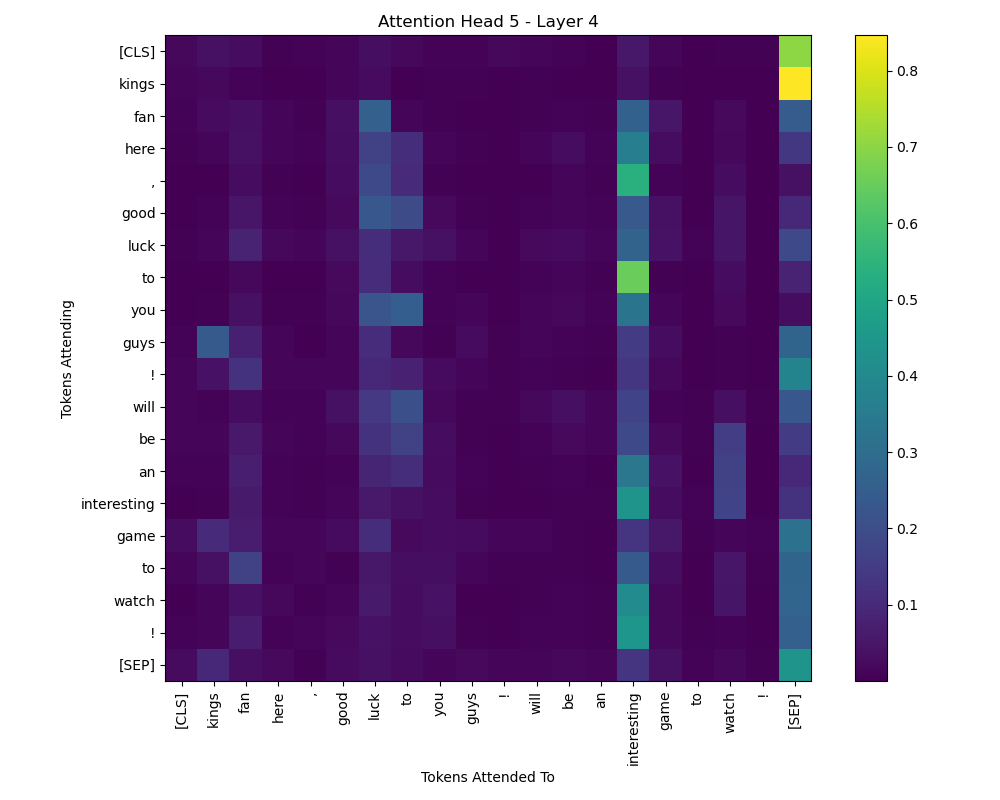 Attention Head 5 - Layer 4
Tokens Attending
[CLS]
kings
fan
here
,
good
luck
to
you
guys
!
will
be
an
interesting
game
to
watch
!
[SEP]
[CLS]
kings
fan
here
,
good
luck
to
you
guys
!
will
be
an
interesting
game
to
watch
!
[SEP]
Tokens Attended To
0.8
0.7
0.6
0.5
0.4
0.3
0.2
0.1